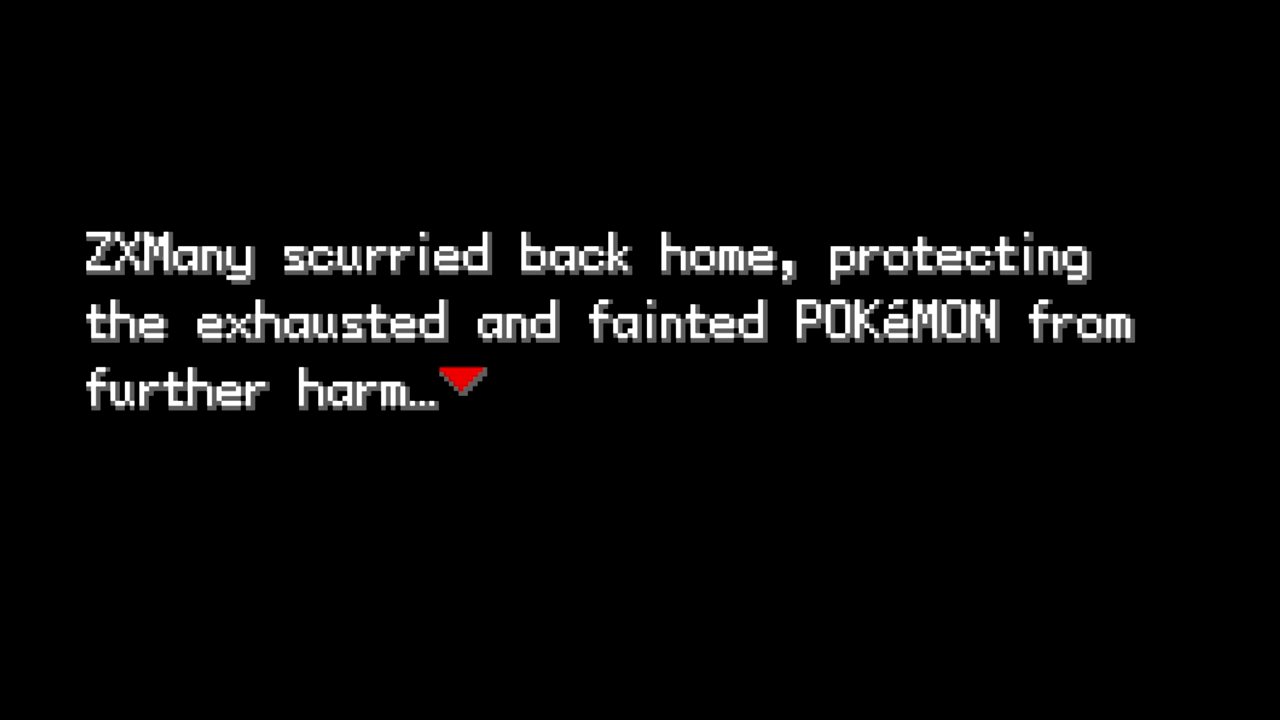 ZXMany scurried back home, protecting
the exhausted and fainted POKéMON from
further harm…